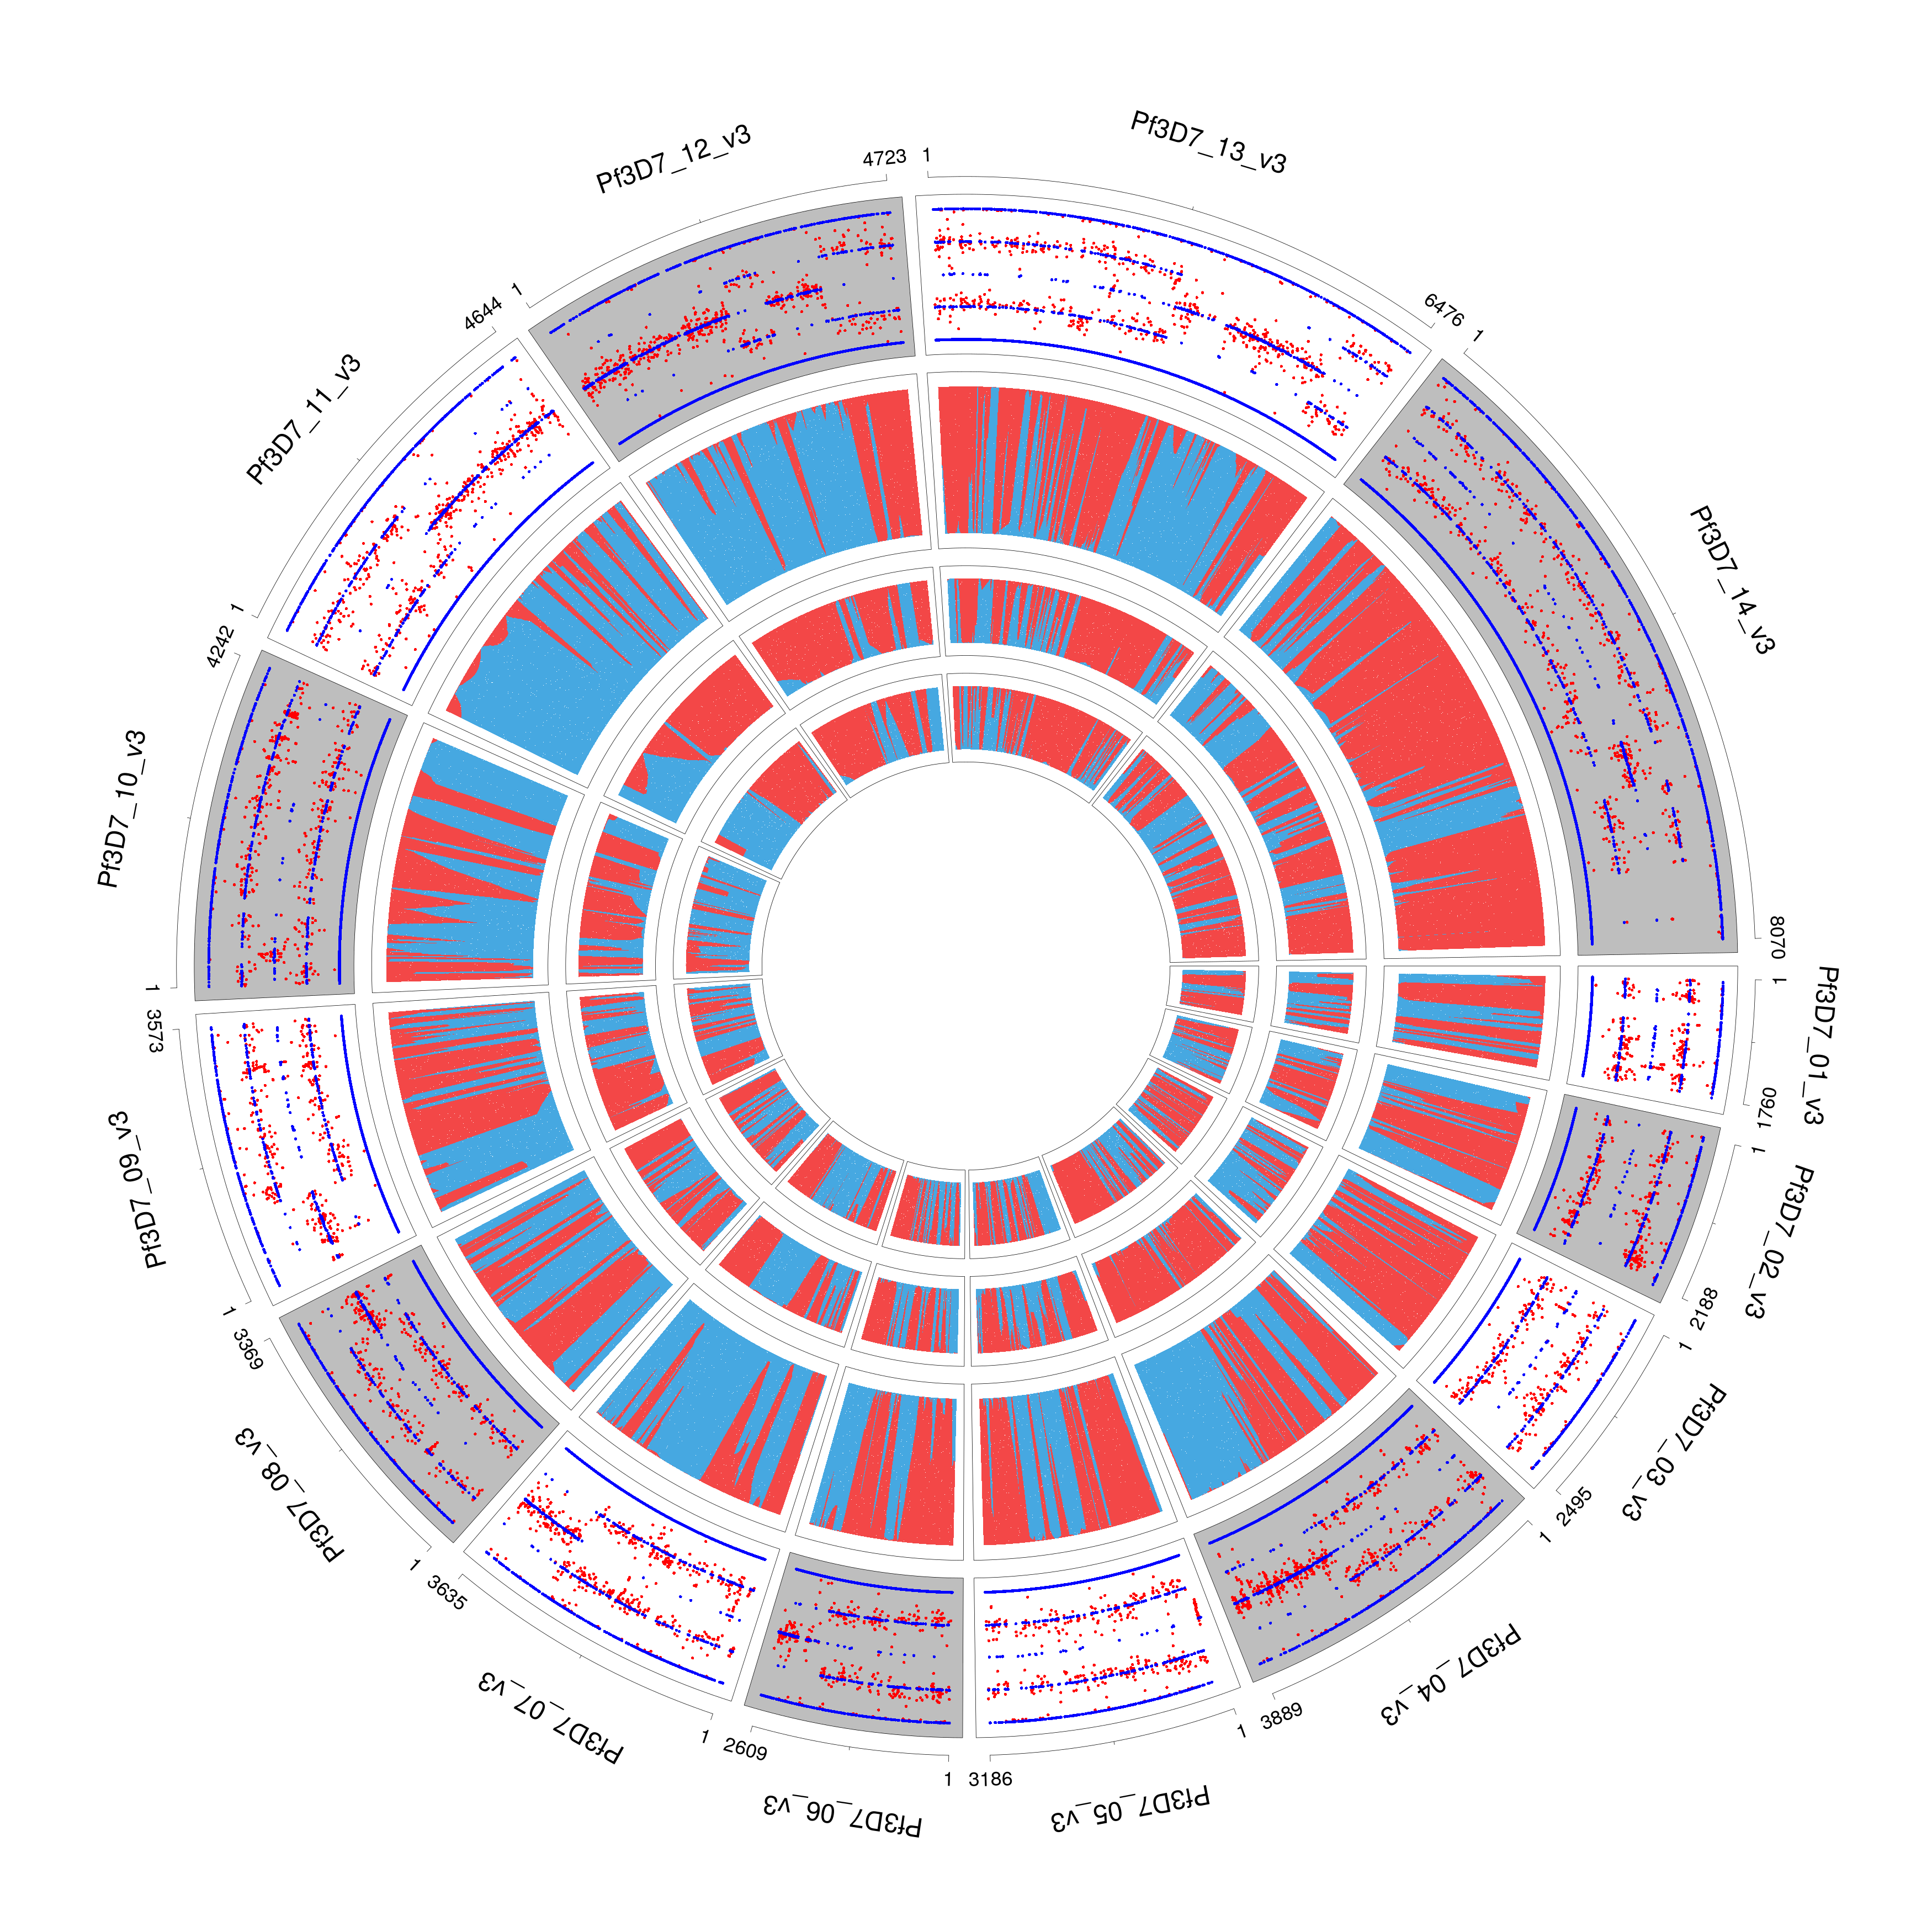 Pf3D7_01_v3
1
1760
Pf3D7_02_v3
1
2188
Pf3D7_03_v3
1
2495
Pf3D7_04_v3
1
3889
Pf3D7_05_v3
1
3186
Pf3D7_06_v3
1
2609
Pf3D7_07_v3
1
3635
Pf3D7_08_v3
1
3369
Pf3D7_09_v3
1
3573
Pf3D7_10_v3
1
4242
Pf3D7_11_v3
1
4644
Pf3D7_12_v3
1
4723
Pf3D7_13_v3
1
6476
Pf3D7_14_v3
1
8070